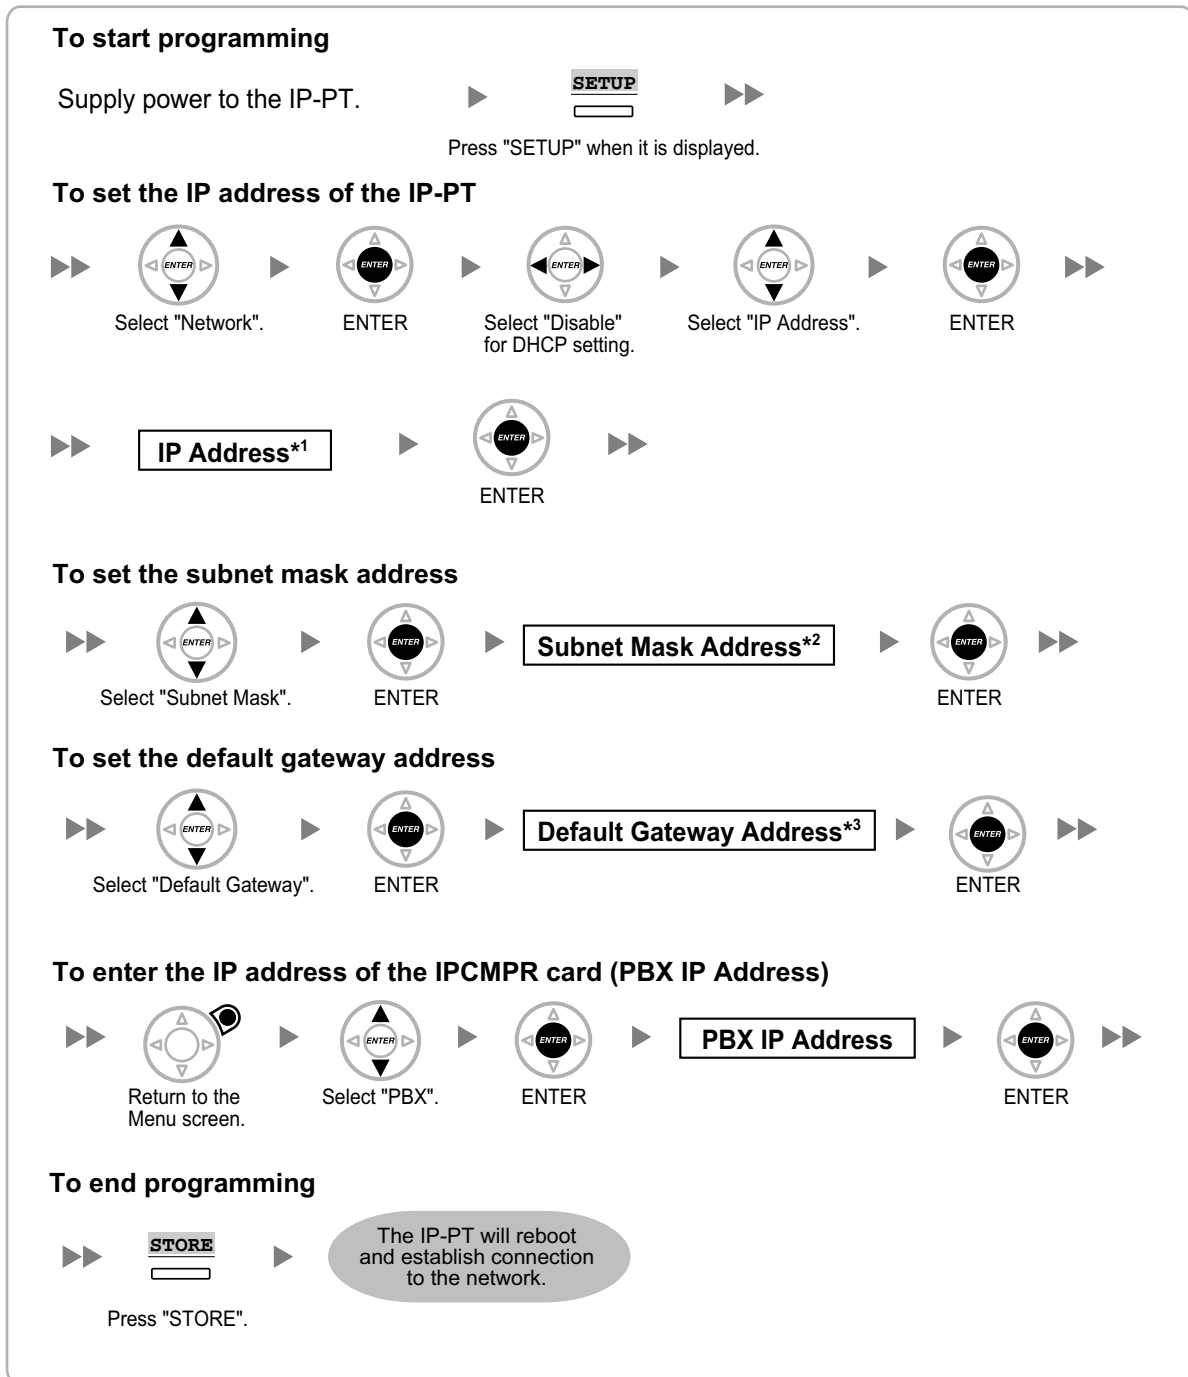 To start programming
Supply power to the IP-PT.
SETUP
Press "SETUP" when it is displayed.
To set the IP address of the IP-PT
ENTER ENTER ENTER ENTER ENTER
Select "Network". ENTER Select "Disable" Select "IP Address". ENTER
for DHCP setting.
IP Address*1 ENTER
ENTER
To set the subnet mask address
ENTER ENTER Subnet Mask Address*2 ENTER
Select "Subnet Mask". ENTER ENTER
To set the default gateway address
ENTER ENTER Default Gateway Address*3 ENTER
Select "Default Gateway". ENTER ENTER
To enter the IP address of the IPCMPR card (PBX IP Address)
ENTER ENTER PBX IP Address ENTER
Return to the Select "PBX". ENTER ENTER
Menu screen.
To end programming
STORE
The IP-PT will reboot
and establish connection
to the network.
Press "STORE".